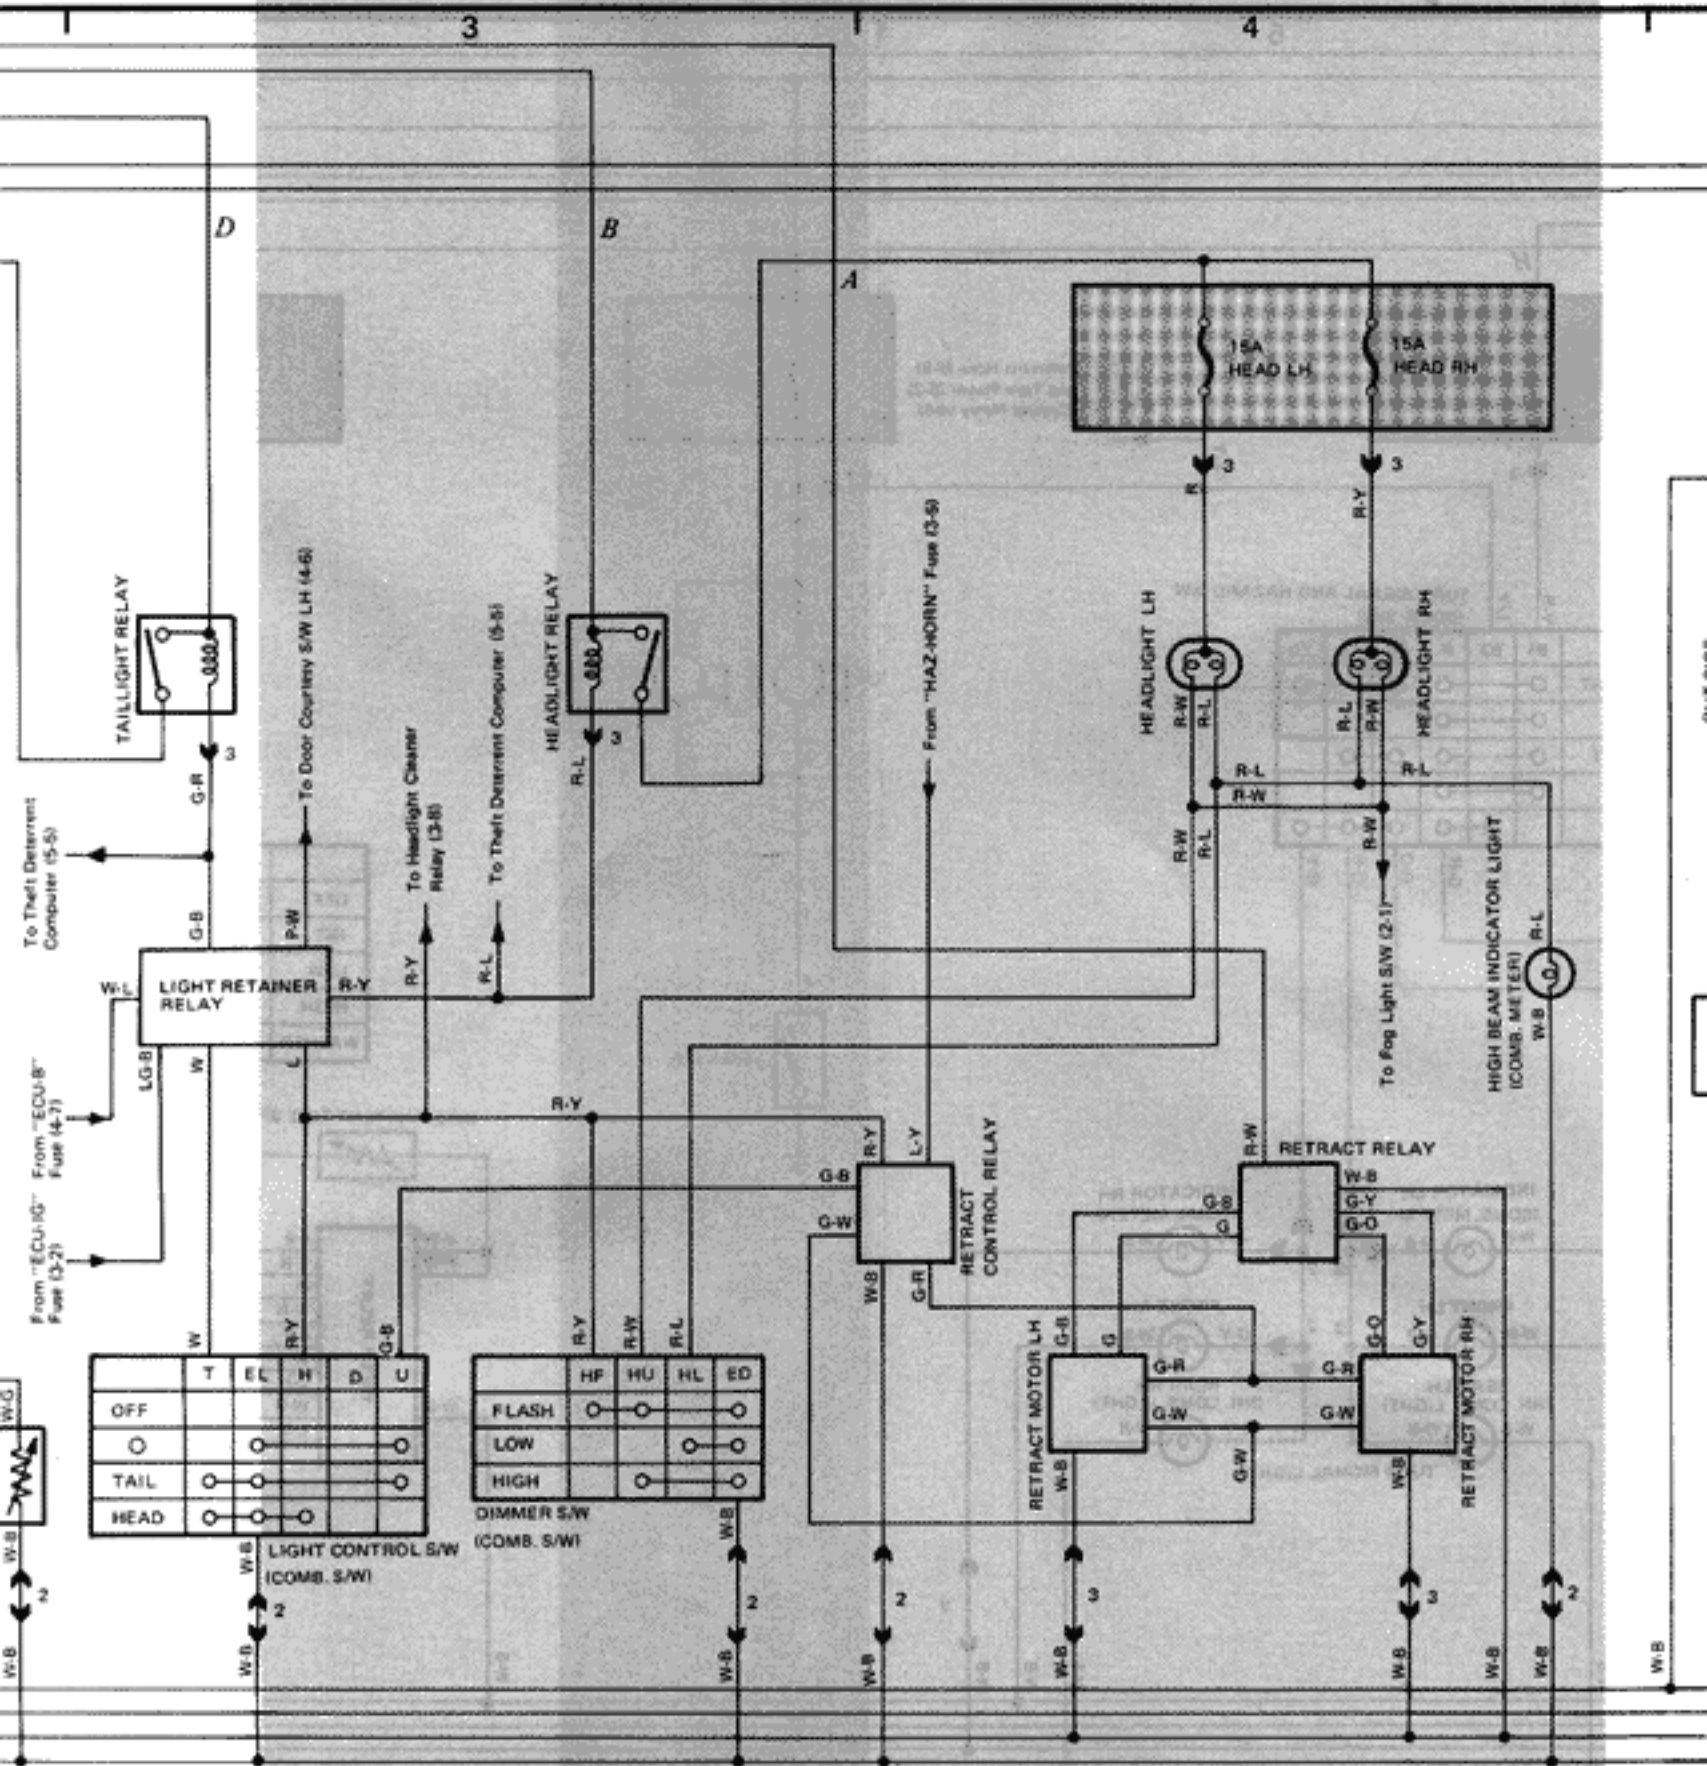 3
4
D
B
A
15A
HEAD LH
15A
HEAD RH
3
3
R
R-Y
TAILLIGHT RELAY
To Door Courtesy S/W LH (4-6)
HEADLIGHT RELAY
From "HAZ-HORN" Fuse (3-6)
HEADLIGHT LH
HEADLIGHT RH
R-W
R-L
R-L
R-W
3
G-R
3
R-L
To Headlight Cleaner
Relay (3-8)
To Theft Deterrent Computer (5-5)
R-L
R-L
R-W
R-W
R-L
R-W
To Theft Deterrent
Computer (5-5)
G-B
P-W
R-Y
R-L
To Fog Light S/W (2-1)
HIGH BEAM INDICATOR LIGHT
(COMB. METER)
R-L
W-B
W-L
LIGHT RETAINER
RELAY
R-Y
LG-B
W
L
From "ECU-B"
Fuse (4-7)
From "ECU-IG"
Fuse (3-2)
R-Y
R-Y
L-Y
RETRACT
CONTROL RELAY
G-B
G-W
W-B
G-R
R-W
RETRACT RELAY
W-B
G-Y
G-O
G-B
G
W
R-Y
G-B
R-Y
R-W
R-L
G-B
G
G-O
G-Y
RETRACT MOTOR LH
RETRACT MOTOR RH
G-R
G-R
G-W
G-W
G-W
T EL H D U
OFF
TAIL
HEAD
LIGHT CONTROL S/W
(COMB. S/W)
HF HU HL ED
FLASH
LOW
HIGH
DIMMER S/W
(COMB. S/W)
W-G
W-B
W-B
W-B
W-B
W-B
2
2
2
2
3
3
2
W-B
W-B
W-B
W-B
W-B
W-B
W-B
W-B
W-B